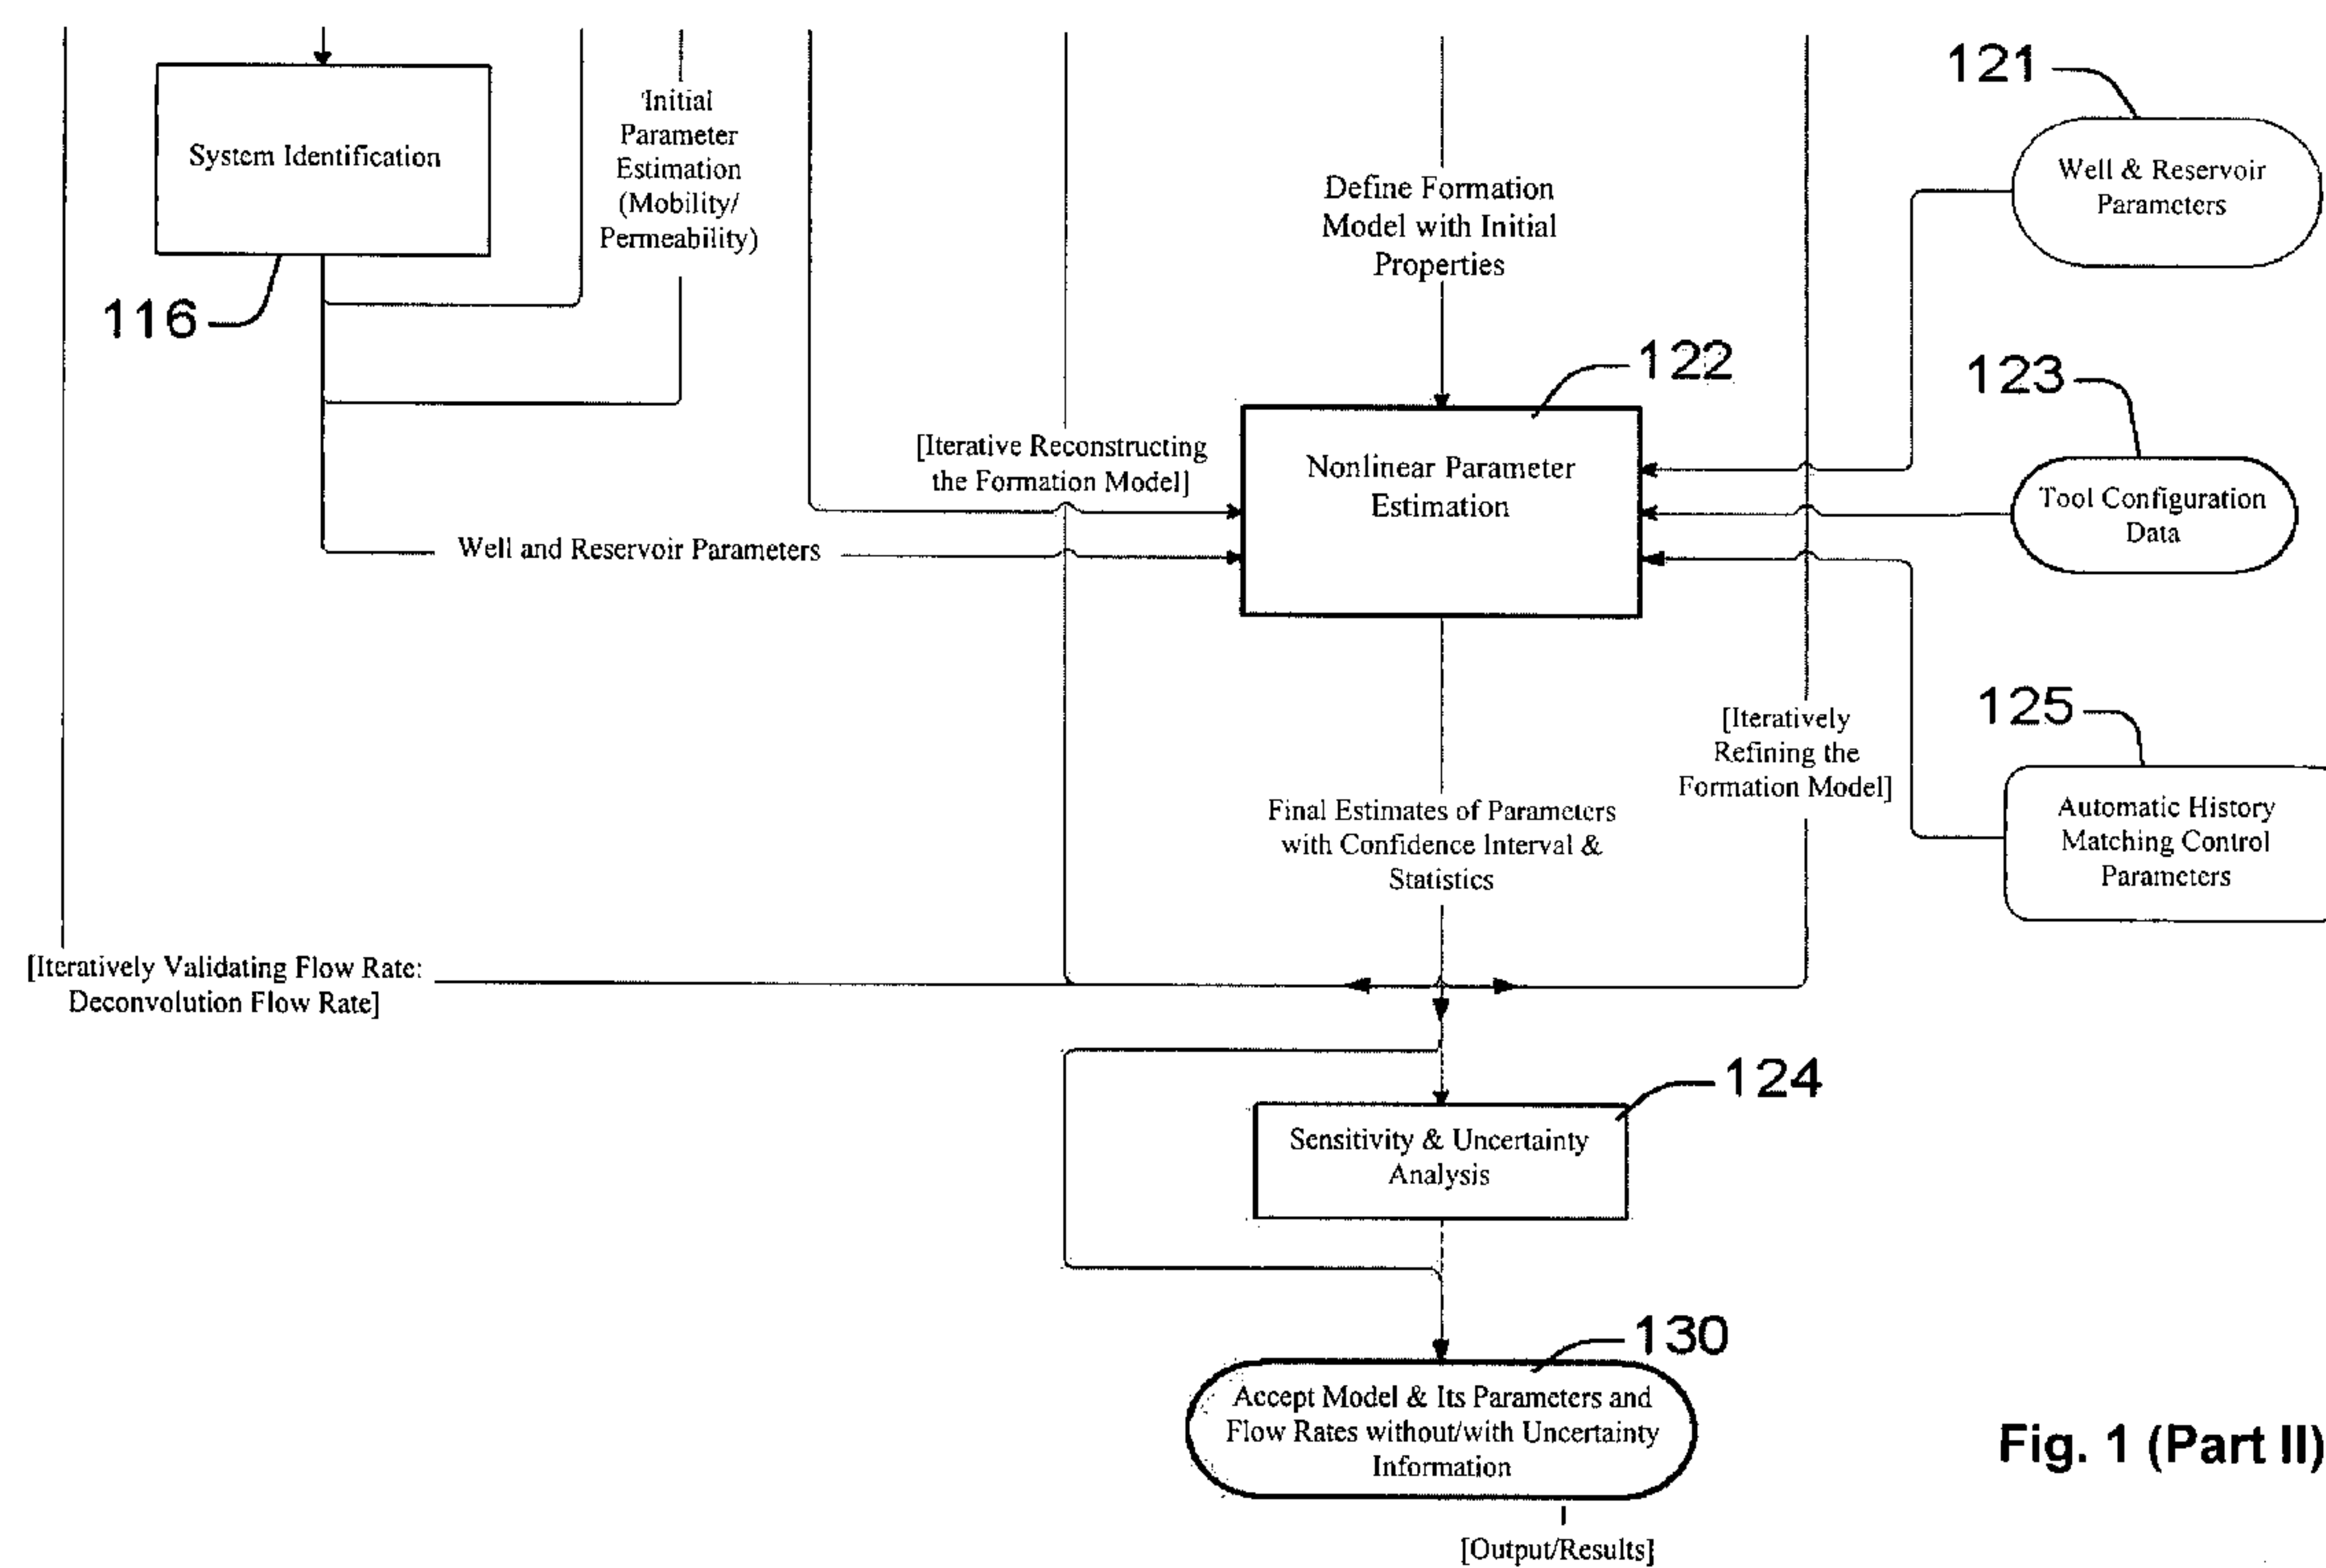 121
Initial
Parameter
Estimation
(Mobility/
Permeability)
System Identification
Well & Reservoir
Parameters
Define Formation
Model with Initial
Properties
116
122
123
[Iterative Reconstructing
the Formation Model]
Nonlinear Parameter
Estimation
Tool Configuration
Data
Well and Reservoir Parameters
125
[Iteratively
Refining the
Formation Model]
Final Estimates of Parameters
with Confidence Interval &
Statistics
Automatic History
Matching Control
Parameters
[Iteratively Validating Flow Rate:
Deconvolution Flow Rate]
124
Sensitivity & Uncertainty
Analysis
130
Accept Model & Its Parameters and
Flow Rates without/with Uncertainty
Information
Fig. 1 (Part II)
[Output/Results]